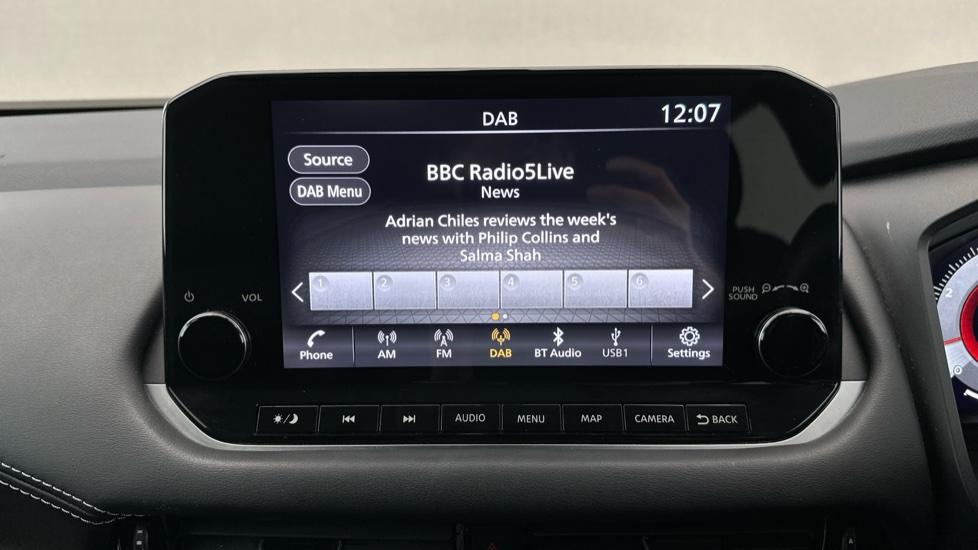 DAB
12:07
Source
BBC Radio5Live
DAB Menu
News
Adrian Chiles reviews the week's
news with Philip Collins and
Salma Shah
1 2 3 4 5 6
Phone AM FM DAB BT Audio USB1 Settings
VOL
PUSH
SOUND
AUDIO MENU MAP CAMERA BACK